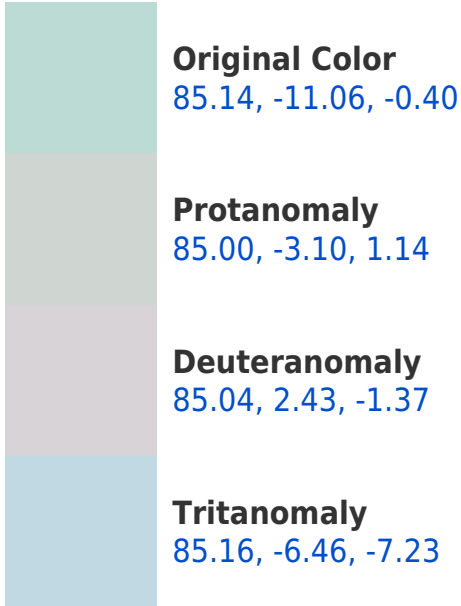 Original Color
85.14, -11.06, -0.40
Protanomaly
85.00, -3.10, 1.14
Deuteranomaly
85.04, 2.43, -1.37
Tritanomaly
85.16, -6.46, -7.23